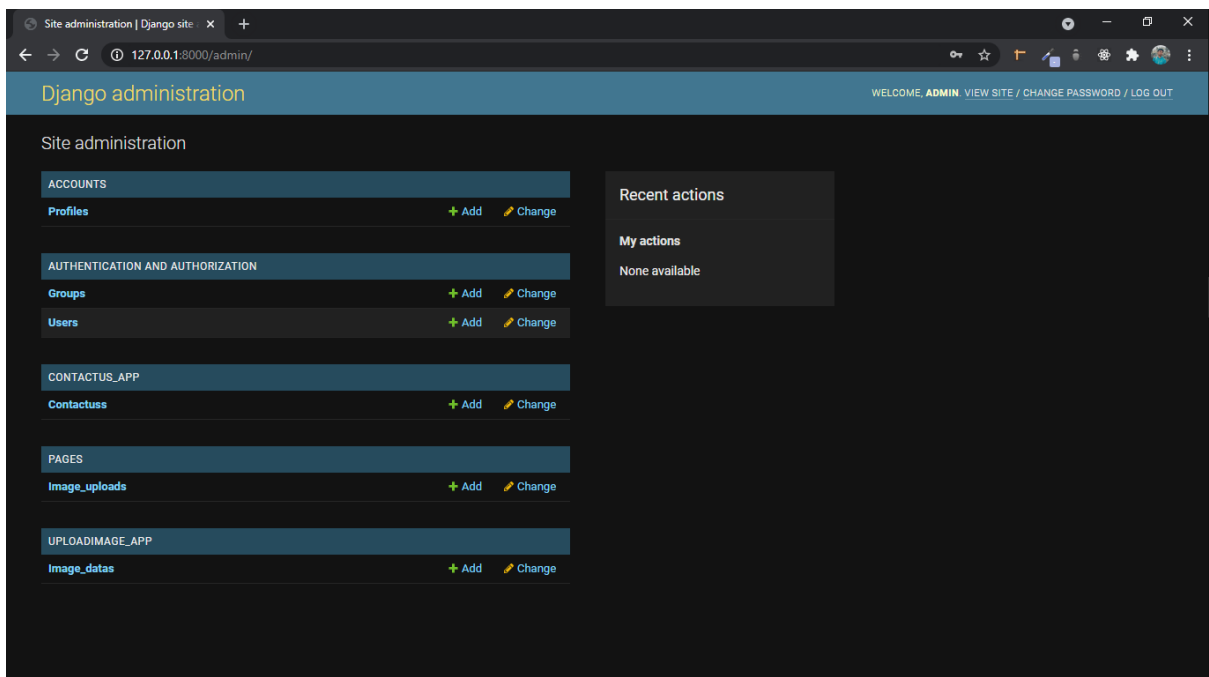 Site administration | Django site
127.0.0.1:8000/admin/
Django administration
WELCOME, ADMIN. VIEW SITE / CHANGE PASSWORD / LOG OUT
Site administration
ACCOUNTS
Profiles + Add Change
AUTHENTICATION AND AUTHORIZATION
Groups + Add Change
Users + Add Change
CONTACTUS_APP
Contactuss + Add Change
PAGES
Image_uploads + Add Change
UPLOADIMAGE_APP
Image_datas + Add Change
Recent actions
My actions
None available